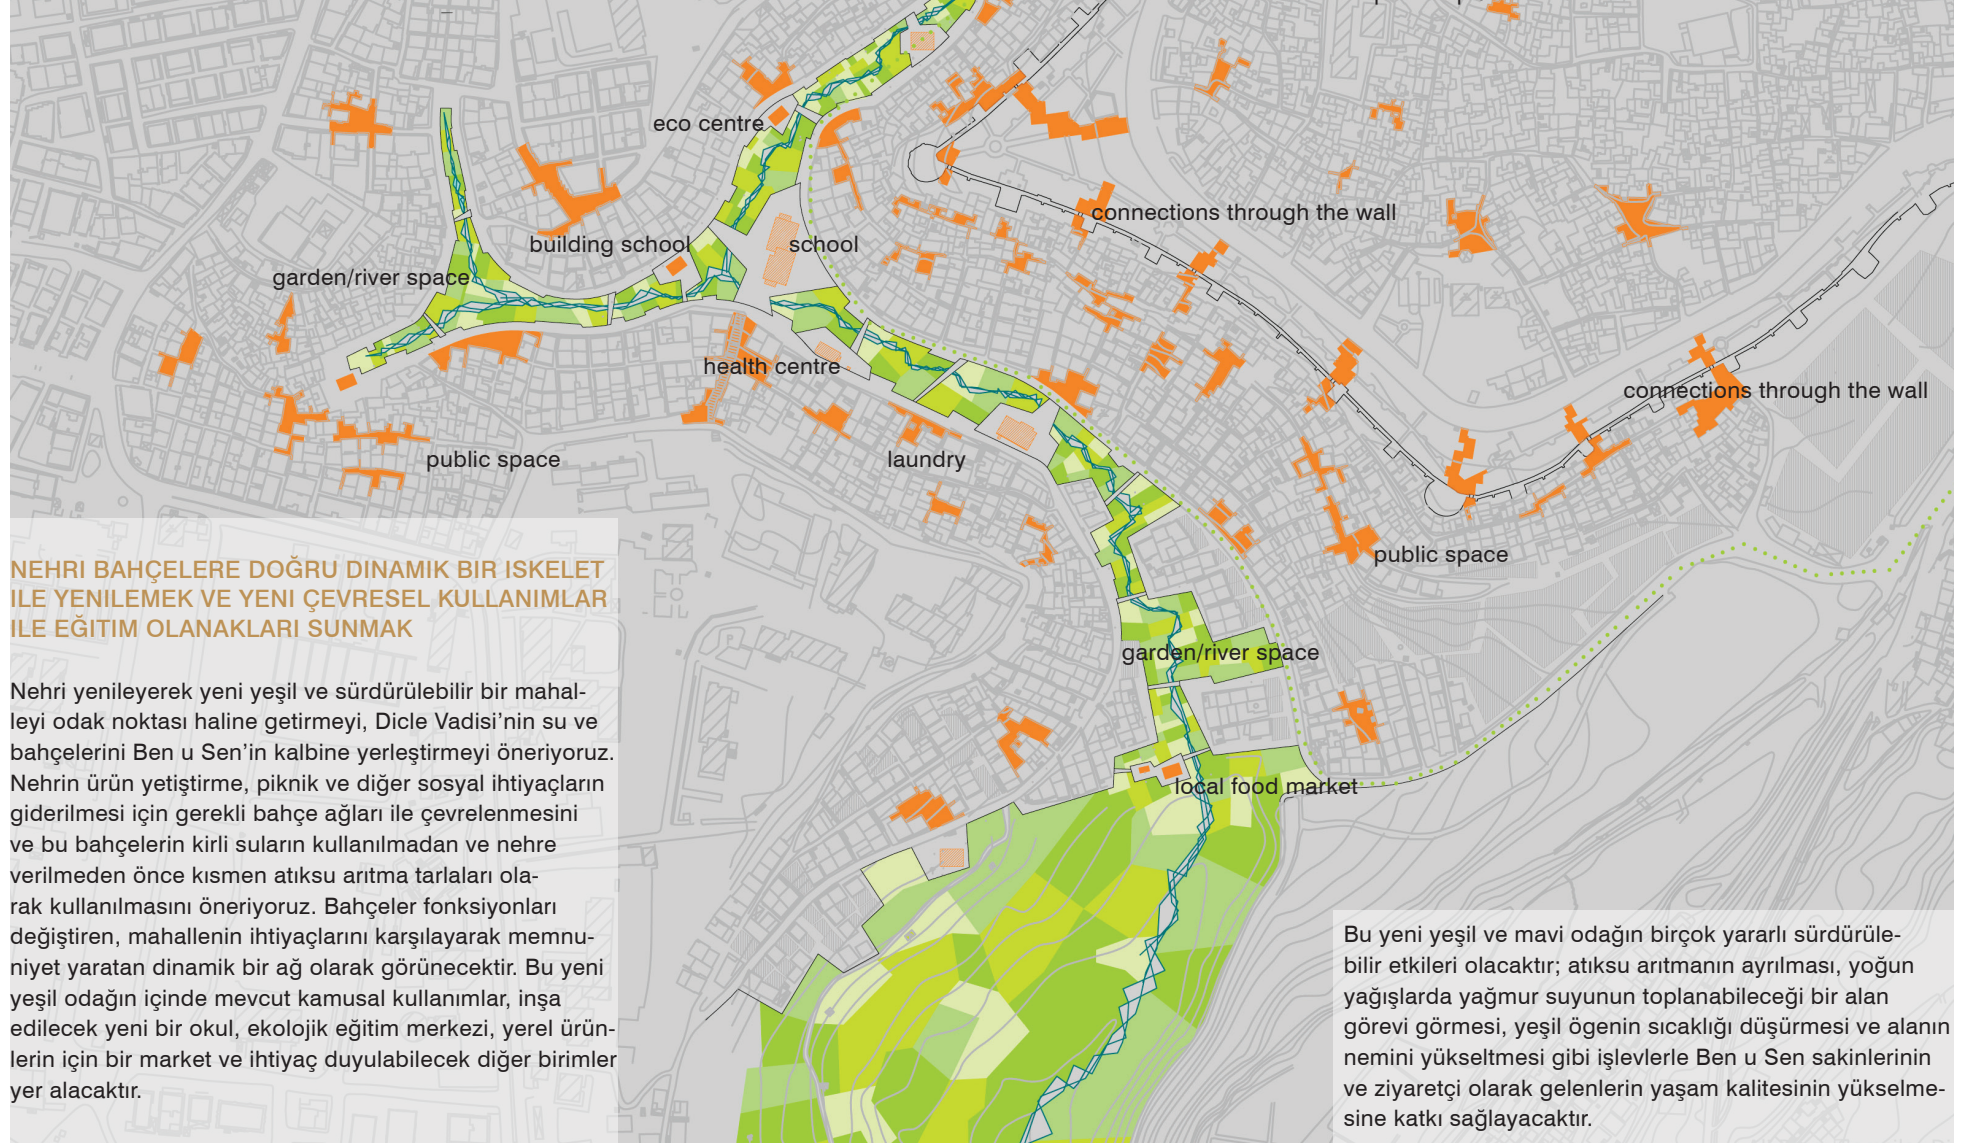 eco centre
connections through the wall
building school
school
garden/river space
health centre
connections through the wall
public space
laundry
public space
garden/river space
local food market
NEHRI BAHÇELERE DOĞRU DINAMIK BIR ISKELET
ILE YENILEMEK VE YENI ÇEVRESEL KULLANIMLAR
ILE EĞITIM OLANAKLARI SUNMAK
Nehri yenileyerek yeni yeşil ve sürdürülebilir bir mahal-
leyi odak noktası haline getirmeyi, Dicle Vadisi’nin su ve
bahçelerini Ben u Sen’in kalbine yerleştirmeyi öneriyoruz.
Nehrin ürün yetiştirme, piknik ve diğer sosyal ihtiyaçların
giderilmesi için gerekli bahçe ağları ile çevrelenmesini
ve bu bahçelerin kirli suların kullanılmadan ve nehre
verilmeden önce kısmen atıksu arıtma tarlaları ola-
rak kullanılmasını öneriyoruz. Bahçeler fonksiyonları
değiştiren, mahallenin ihtiyaçlarını karşılayarak memnu-
niyet yaratan dinamik bir ağ olarak görünecektir. Bu yeni
yeşil odağın içinde mevcut kamusal kullanımlar, inşa
edilecek yeni bir okul, ekolojik eğitim merkezi, yerel ürün-
lerin için bir market ve ihtiyaç duyulabilecek diğer birimler
yer alacaktır.
Bu yeni yeşil ve mavi odağın birçok yararlı sürdürüle-
bilir etkileri olacaktır; atıksu arıtmanın ayrılması, yoğun
yağışlarda yağmur suyunun toplanabileceği bir alan
görevi görmesi, yeşil ögenin sıcaklığı düşürmesi ve alanın
nemini yükseltmesi gibi işlevlerle Ben u Sen sakinlerinin
ve ziyaretçi olarak gelenlerin yaşam kalitesinin yükselme-
sine katkı sağlayacaktır.